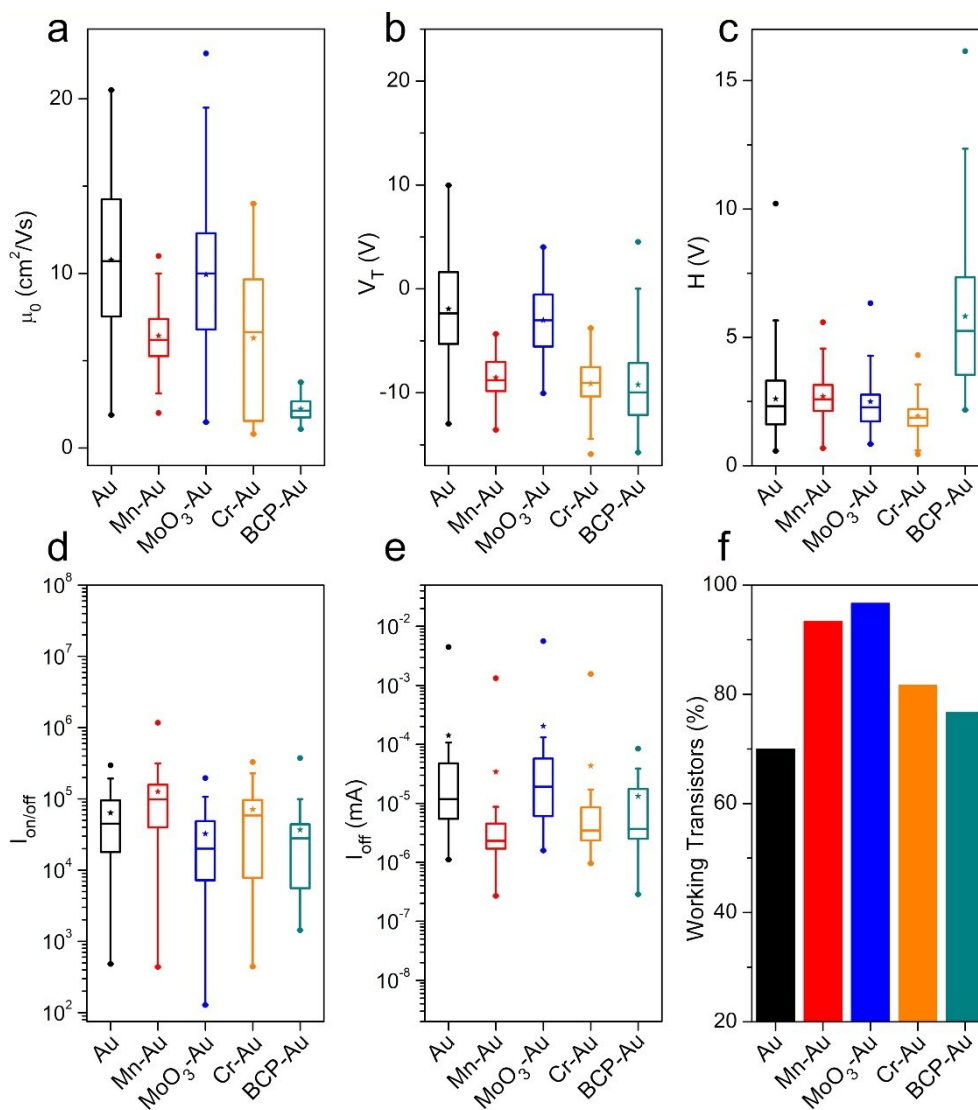 a
μ₀ (cm²/Vs)
20
10
0
Au
Mn-Au
MoO₃-Au
Cr-Au
BCP-Au
b
V_T (V)
20
10
0
-10
Au
Mn-Au
MoO₃-Au
Cr-Au
BCP-Au
c
H (V)
15
10
5
0
Au
Mn-Au
MoO₃-Au
Cr-Au
BCP-Au
d
I_on/off
10⁸
10⁷
10⁶
10⁵
10⁴
10³
10²
Au
Mn-Au
MoO₃-Au
Cr-Au
BCP-Au
e
I_off (mA)
10⁻²
10⁻³
10⁻⁴
10⁻⁵
10⁻⁶
10⁻⁷
10⁻⁸
Au
Mn-Au
MoO₃-Au
Cr-Au
BCP-Au
f
Working Transistors (%)
100
80
60
40
20
Au
Mn-Au
MoO₃-Au
Cr-Au
BCP-Au